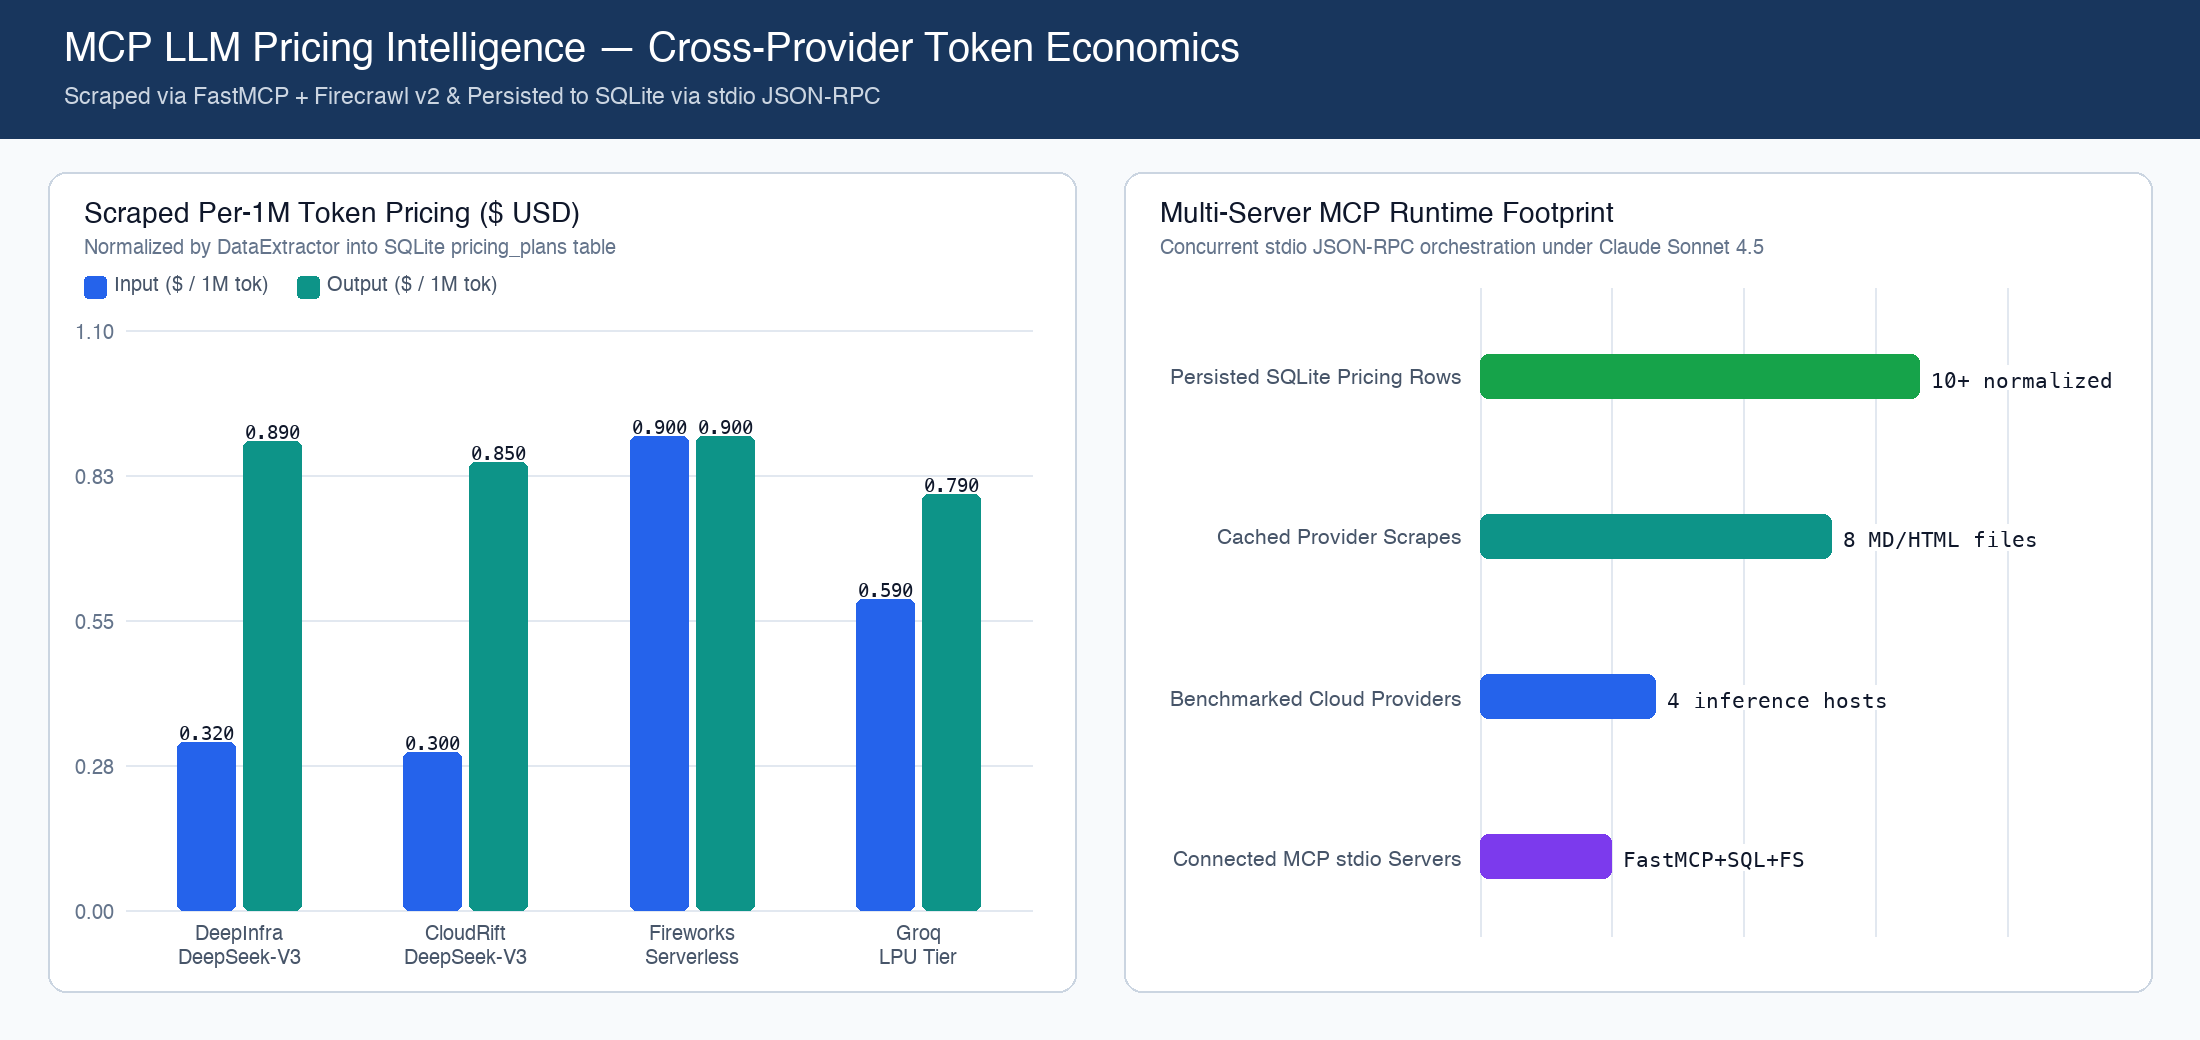 MCP LLM Pricing Intelligence — Cross-Provider Token Economics
Scraped via FastMCP + Firecrawl v2 & Persisted to SQLite via stdio JSON-RPC
Scraped Per-1M Token Pricing ($ USD)
Normalized by DataExtractor into SQLite pricing_plans table
Input ($ / 1M tok) Output ($ / 1M tok)
1.10
0.83
0.55
0.28
0.00
0.320 0.890
0.300 0.850
0.900 0.900
0.590 0.790
DeepInfra
DeepSeek-V3
CloudRift
DeepSeek-V3
Fireworks
Serverless
Groq
LPU Tier
Multi-Server MCP Runtime Footprint
Concurrent stdio JSON-RPC orchestration under Claude Sonnet 4.5
Persisted SQLite Pricing Rows 10+ normalized
Cached Provider Scrapes 8 MD/HTML files
Benchmarked Cloud Providers 4 inference hosts
Connected MCP stdio Servers FastMCP+SQL+FS